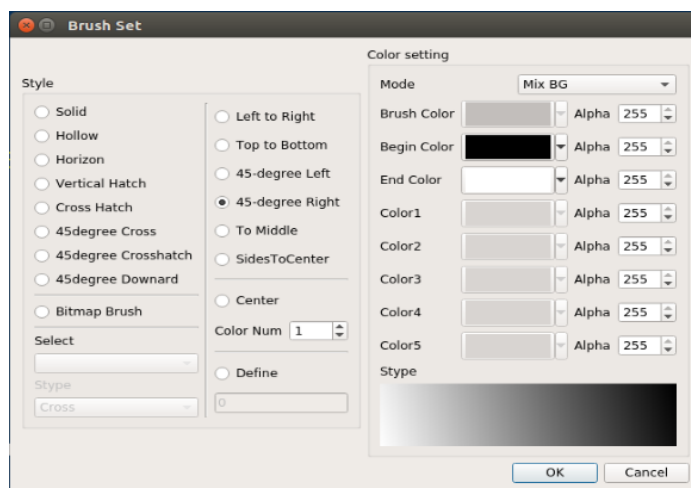 Brush Set
Style
Solid
Hollow
Horizon
Vertical Hatch
Cross Hatch
45degree Cross
45degree Crosshatch
45degree Downard
Bitmap Brush
Select
Stype
Cross
Left to Right
Top to Bottom
45-degree Left
45-degree Right
To Middle
SidesToCenter
Center
Color Num 1
Define
0
Color setting
Mode Mix BG
Brush Color Alpha 255
Begin Color Alpha 255
End Color Alpha 255
Color1 Alpha 255
Color2 Alpha 255
Color3 Alpha 255
Color4 Alpha 255
Color5 Alpha 255
Stype
OK Cancel